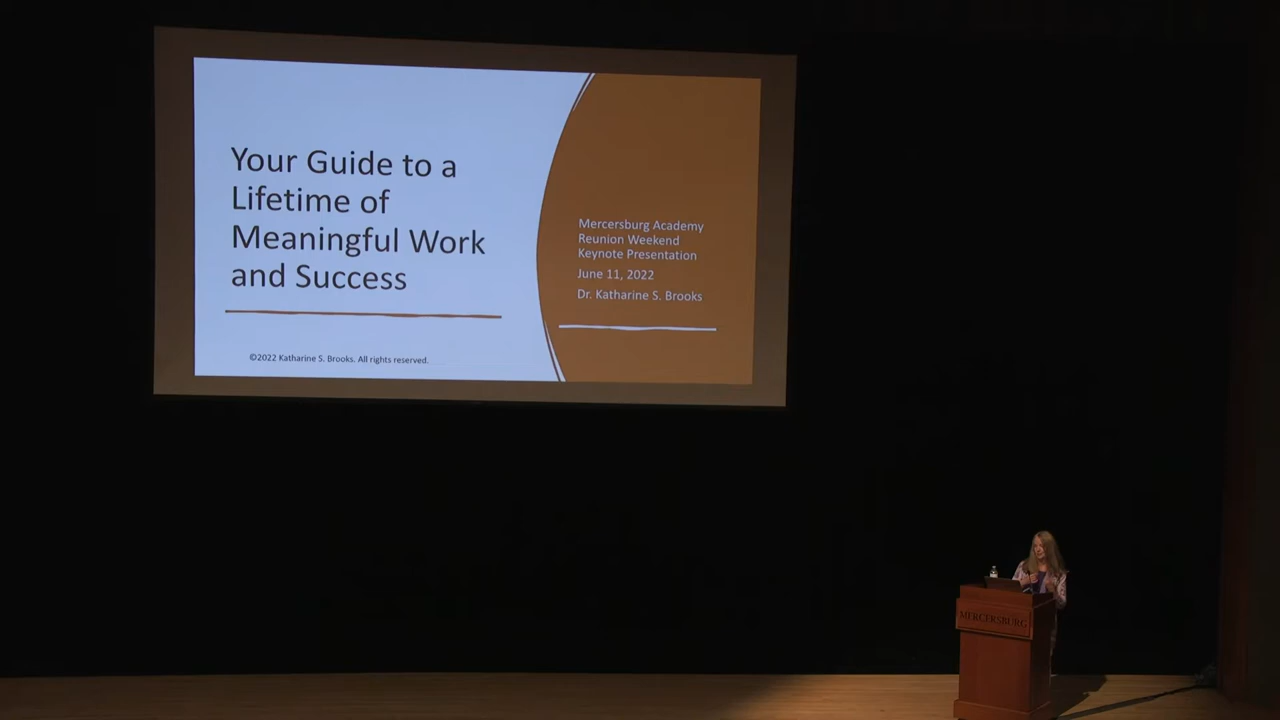 Your Guide to a
Lifetime of
Meaningful Work
and Success
©2022 Katharine S. Brooks. All rights reserved.
Mercersburg Academy
Reunion Weekend
Keynote Presentation
June 11, 2022
Dr. Katharine S. Brooks
MERCERSBURG